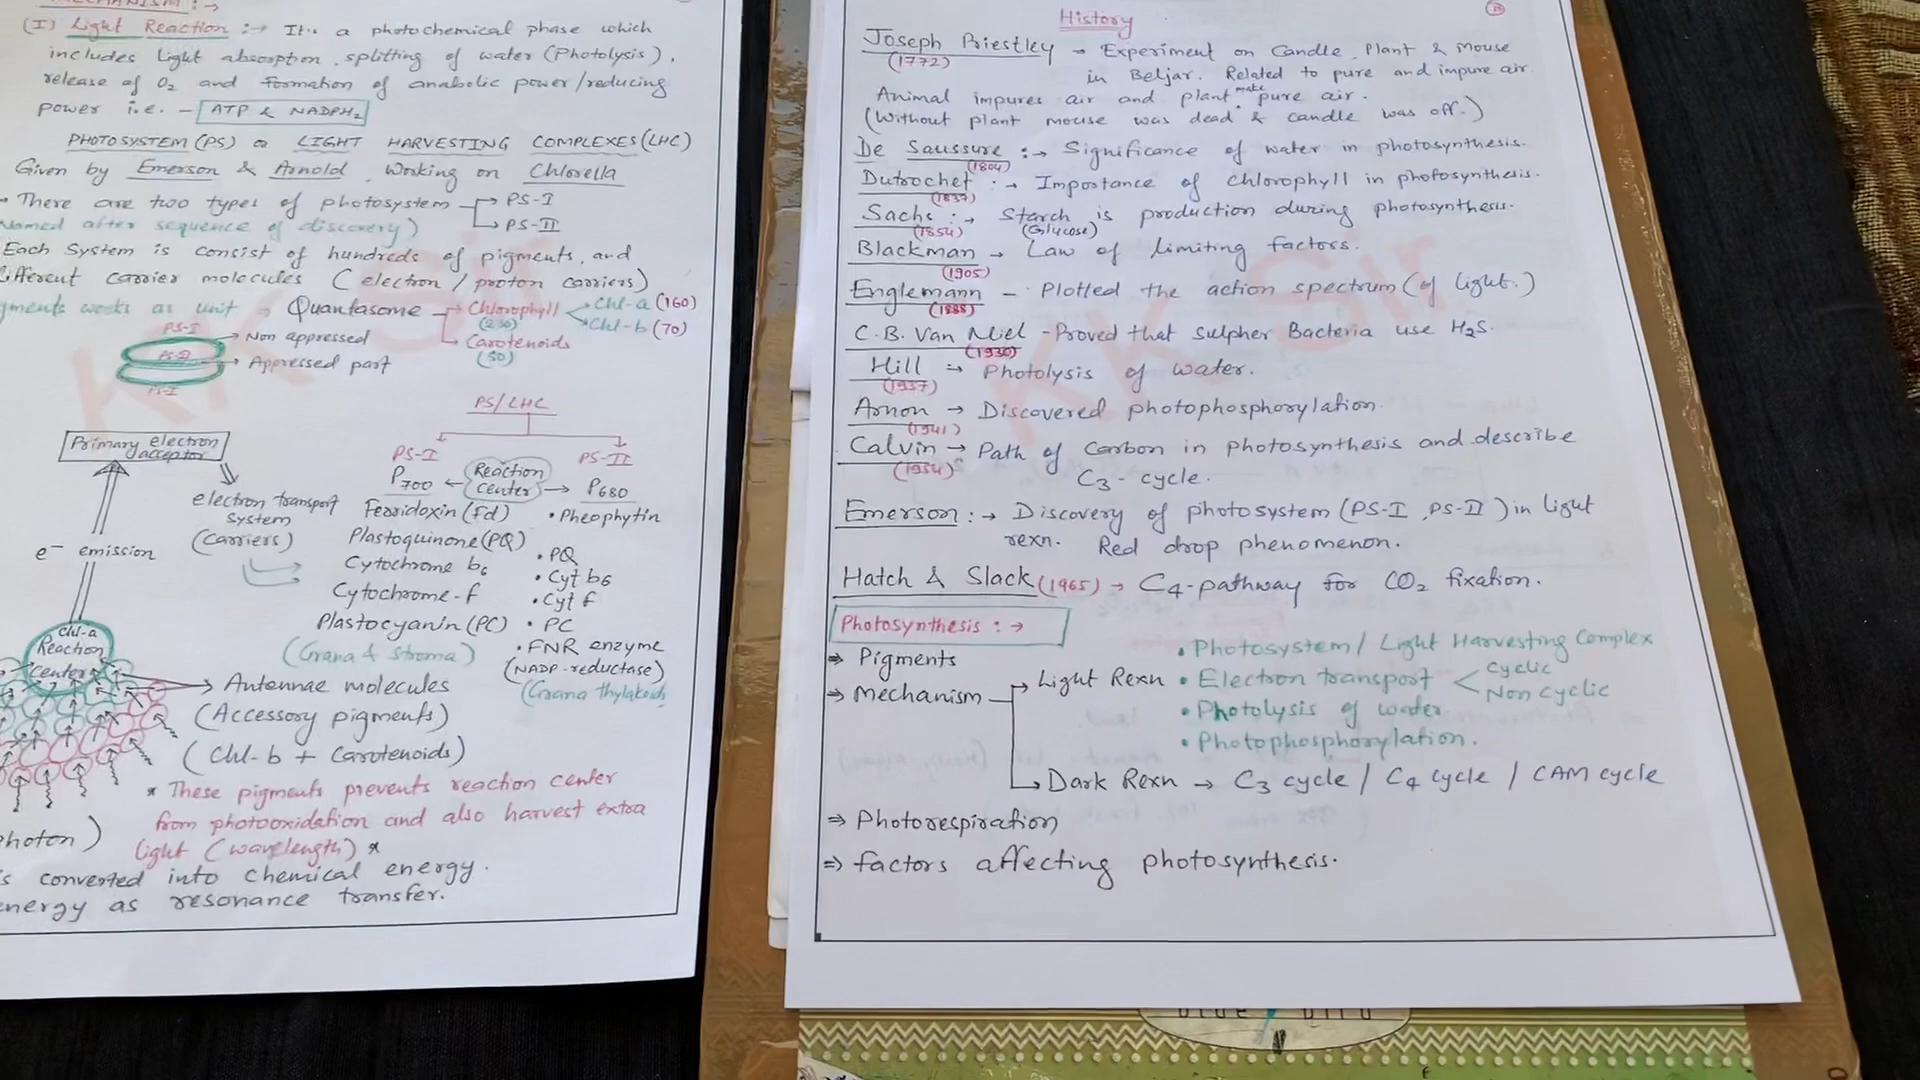 MECHANISM :→
(I) Light Reaction :→ It is a photochemical phase which
includes light absorption, splitting of water (Photolysis),
release of O₂ and formation of anabolic power/reducing
power i.e. - ATP & NADPH₂
PHOTOSYSTEM (PS) or LIGHT HARVESTING COMPLEXES (LHC)
Given by Emerson & Arnold, Working on Chlorella
There are two types of photosystem → PS-I
→ PS-II
Named after sequence of discovery)
Each System is consist of hundreds of pigments, and
different carrier molecules (electron / proton carriers)
gments works as unit → Quantasome → Chlorophyll → Chl-a (160)
(230) → Chl-b (70)
→ Carotenoids
(50)
PS-I → Non appressed
PS-II → Appressed part
PS-I
PS/LHC
PS-I PS-II
P700 ← Reaction center → P680
Primary electron
acceptor
electron transport
system
(Carriers)
e⁻ emission
Ferridoxin (Fd)
Plastoquinone (PQ)
Cytochrome b₆
Cytochrome-f
Plastocyanin (PC)
(Grana & Stroma)
• Pheophytin
• PQ
• Cyt b₆
• Cyt f
• PC
• FNR enzyme
(NADP-reductase)
(Grana thylakoid)
Chl-a
Reaction
center
Antennae molecules
(Accessory pigments)
(Chl-b + Carotenoids)
* These pigments prevents reaction center
from photooxidation and also harvest extra
light (wavelength) *
photon)
is converted into chemical energy.
energy as resonance transfer.
History
Joseph Priestley → Experiment on Candle, Plant & Mouse
(1772) in Beljar. Related to pure and impure air.
Animal impures air and plant make pure air.
(Without plant mouse was dead & candle was off.)
De Saussure :→ Significance of water in photosynthesis.
(1804)
Dutrochet :→ Importance of chlorophyll in photosynthesis.
(1837)
Sachs :→ Starch is production during photosynthesis.
(1854) (Glucose)
Blackman → Law of limiting factors.
(1905)
Englemann - Plotted the action spectrum (of light.)
(1888)
C.B. Van Niel - Proved that sulpher Bacteria use H₂S.
(1930)
Hill :→ Photolysis of water.
(1937)
Arnon → Discovered photophosphorylation.
(1941)
Calvin → Path of Carbon in photosynthesis and describe
(1954) C₃- cycle.
Emerson :→ Discovery of photosystem (PS-I, PS-II) in light
rexn. Red drop phenomenon.
Hatch & Slack (1965) → C₄-pathway for CO₂ fixation.
Photosynthesis :→
⇒ Pigments
⇒ Mechanism → Light Rexn • Photosystem / Light Harvesting Complex
• Electron transport < Cyclic
Non cyclic
• Photolysis of water
• Photophosphorylation.
→ Dark Rexn → C₃ cycle / C₄ cycle / CAM cycle
⇒ Photorespiration
⇒ factors affecting photosynthesis.
KK Sir
KK Sir